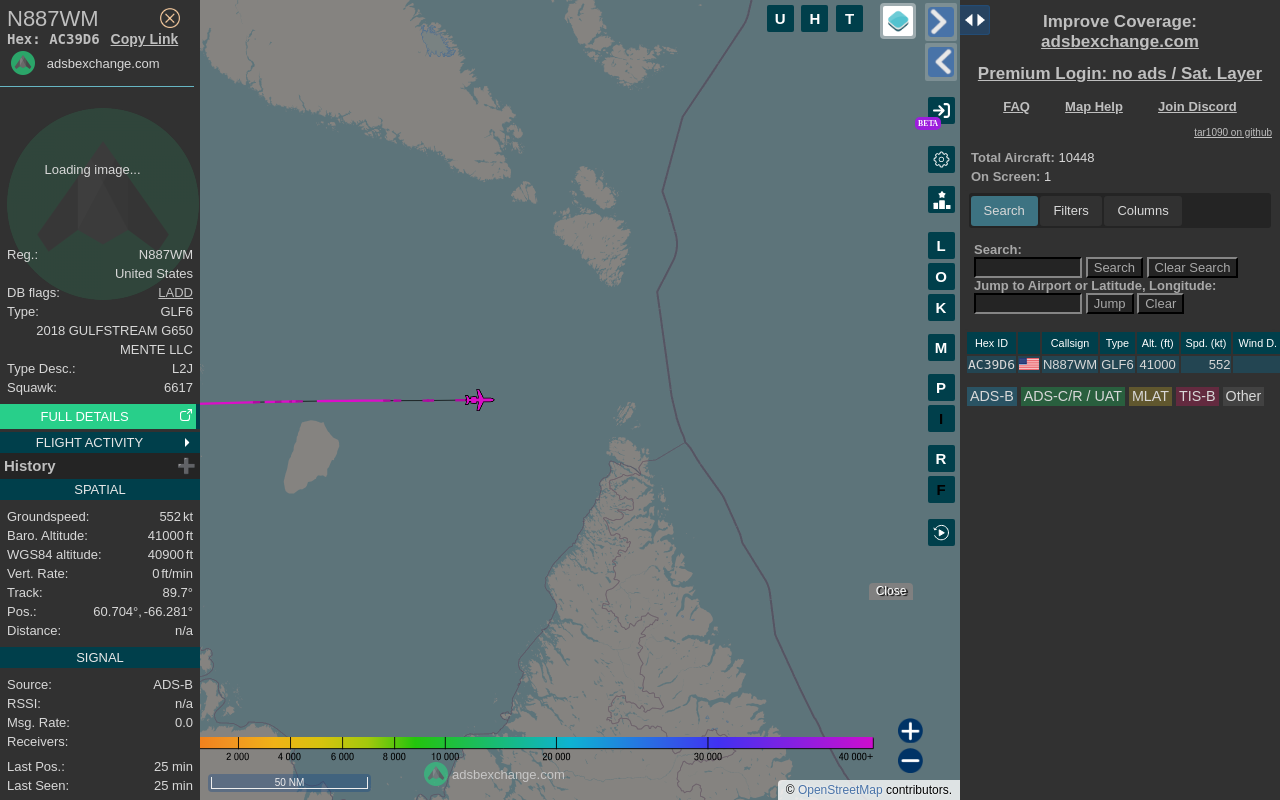 N887WM
Hex: AC39D6 Copy Link
adsbexchange.com
Loading image...
Reg.: N887WM
United States
DB flags: LADD
Type: GLF6
2018 GULFSTREAM G650
MENTE LLC
Type Desc.: L2J
Squawk: 6617
FULL DETAILS
FLIGHT ACTIVITY
History
SPATIAL
Groundspeed: 552 kt
Baro. Altitude: 41000 ft
WGS84 altitude: 40900 ft
Vert. Rate: 0 ft/min
Track: 89.7°
Pos.: 60.704°, -66.281°
Distance: n/a
SIGNAL
Source: ADS-B
RSSI: n/a
Msg. Rate: 0.0
Receivers:
Last Pos.: 25 min
Last Seen: 25 min
U H T
BETA
L
O
K
M
P
I
R
F
Close
2 000 4 000 6 000 8 000 10 000 20 000 30 000 40 000+
50 NM
adsbexchange.com
© OpenStreetMap contributors.
Improve Coverage:
adsbexchange.com
Premium Login: no ads / Sat. Layer
FAQ Map Help Join Discord
tar1090 on github
Total Aircraft: 10448
On Screen: 1
Search Filters Columns
Search:
Search Clear Search
Jump to Airport or Latitude, Longitude:
Jump Clear
Hex ID Callsign Type Alt. (ft) Spd. (kt) Wind D.
AC39D6 N887WM GLF6 41000 552
ADS-B ADS-C/R / UAT MLAT TIS-B Other